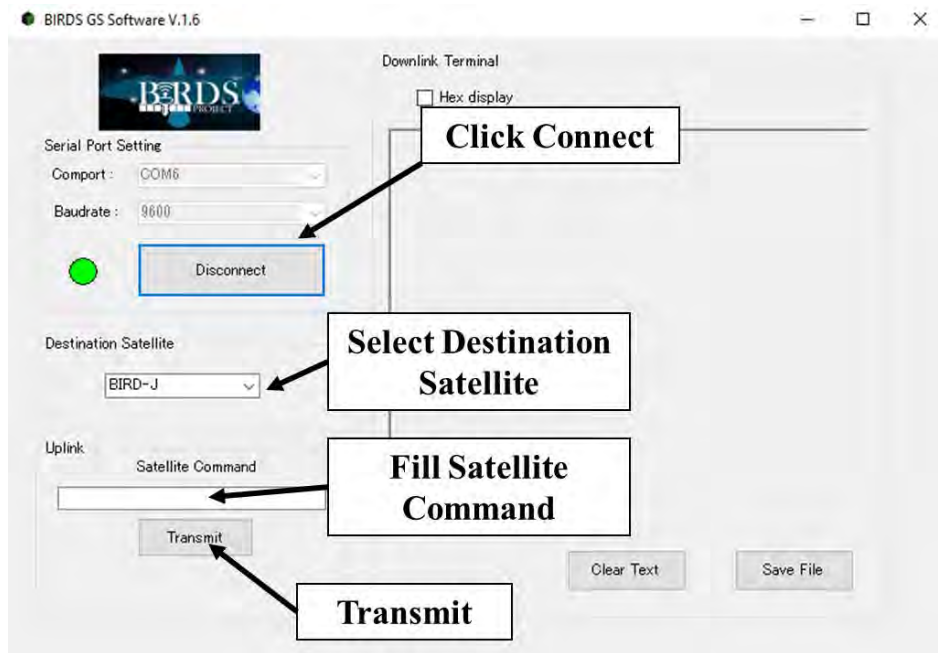 BIRDS GS Software V.1.6
BIRDS
PROJECT
Downlink Terminal
Hex display
Click Connect
Serial Port Setting
Comport :
COM6
Baudrate :
9600
Disconnect
Destination Satellite
Select Destination
Satellite
BIRD-J
Uplink
Satellite Command
Fill Satellite
Command
Transmit
Clear Text
Save File
Transmit